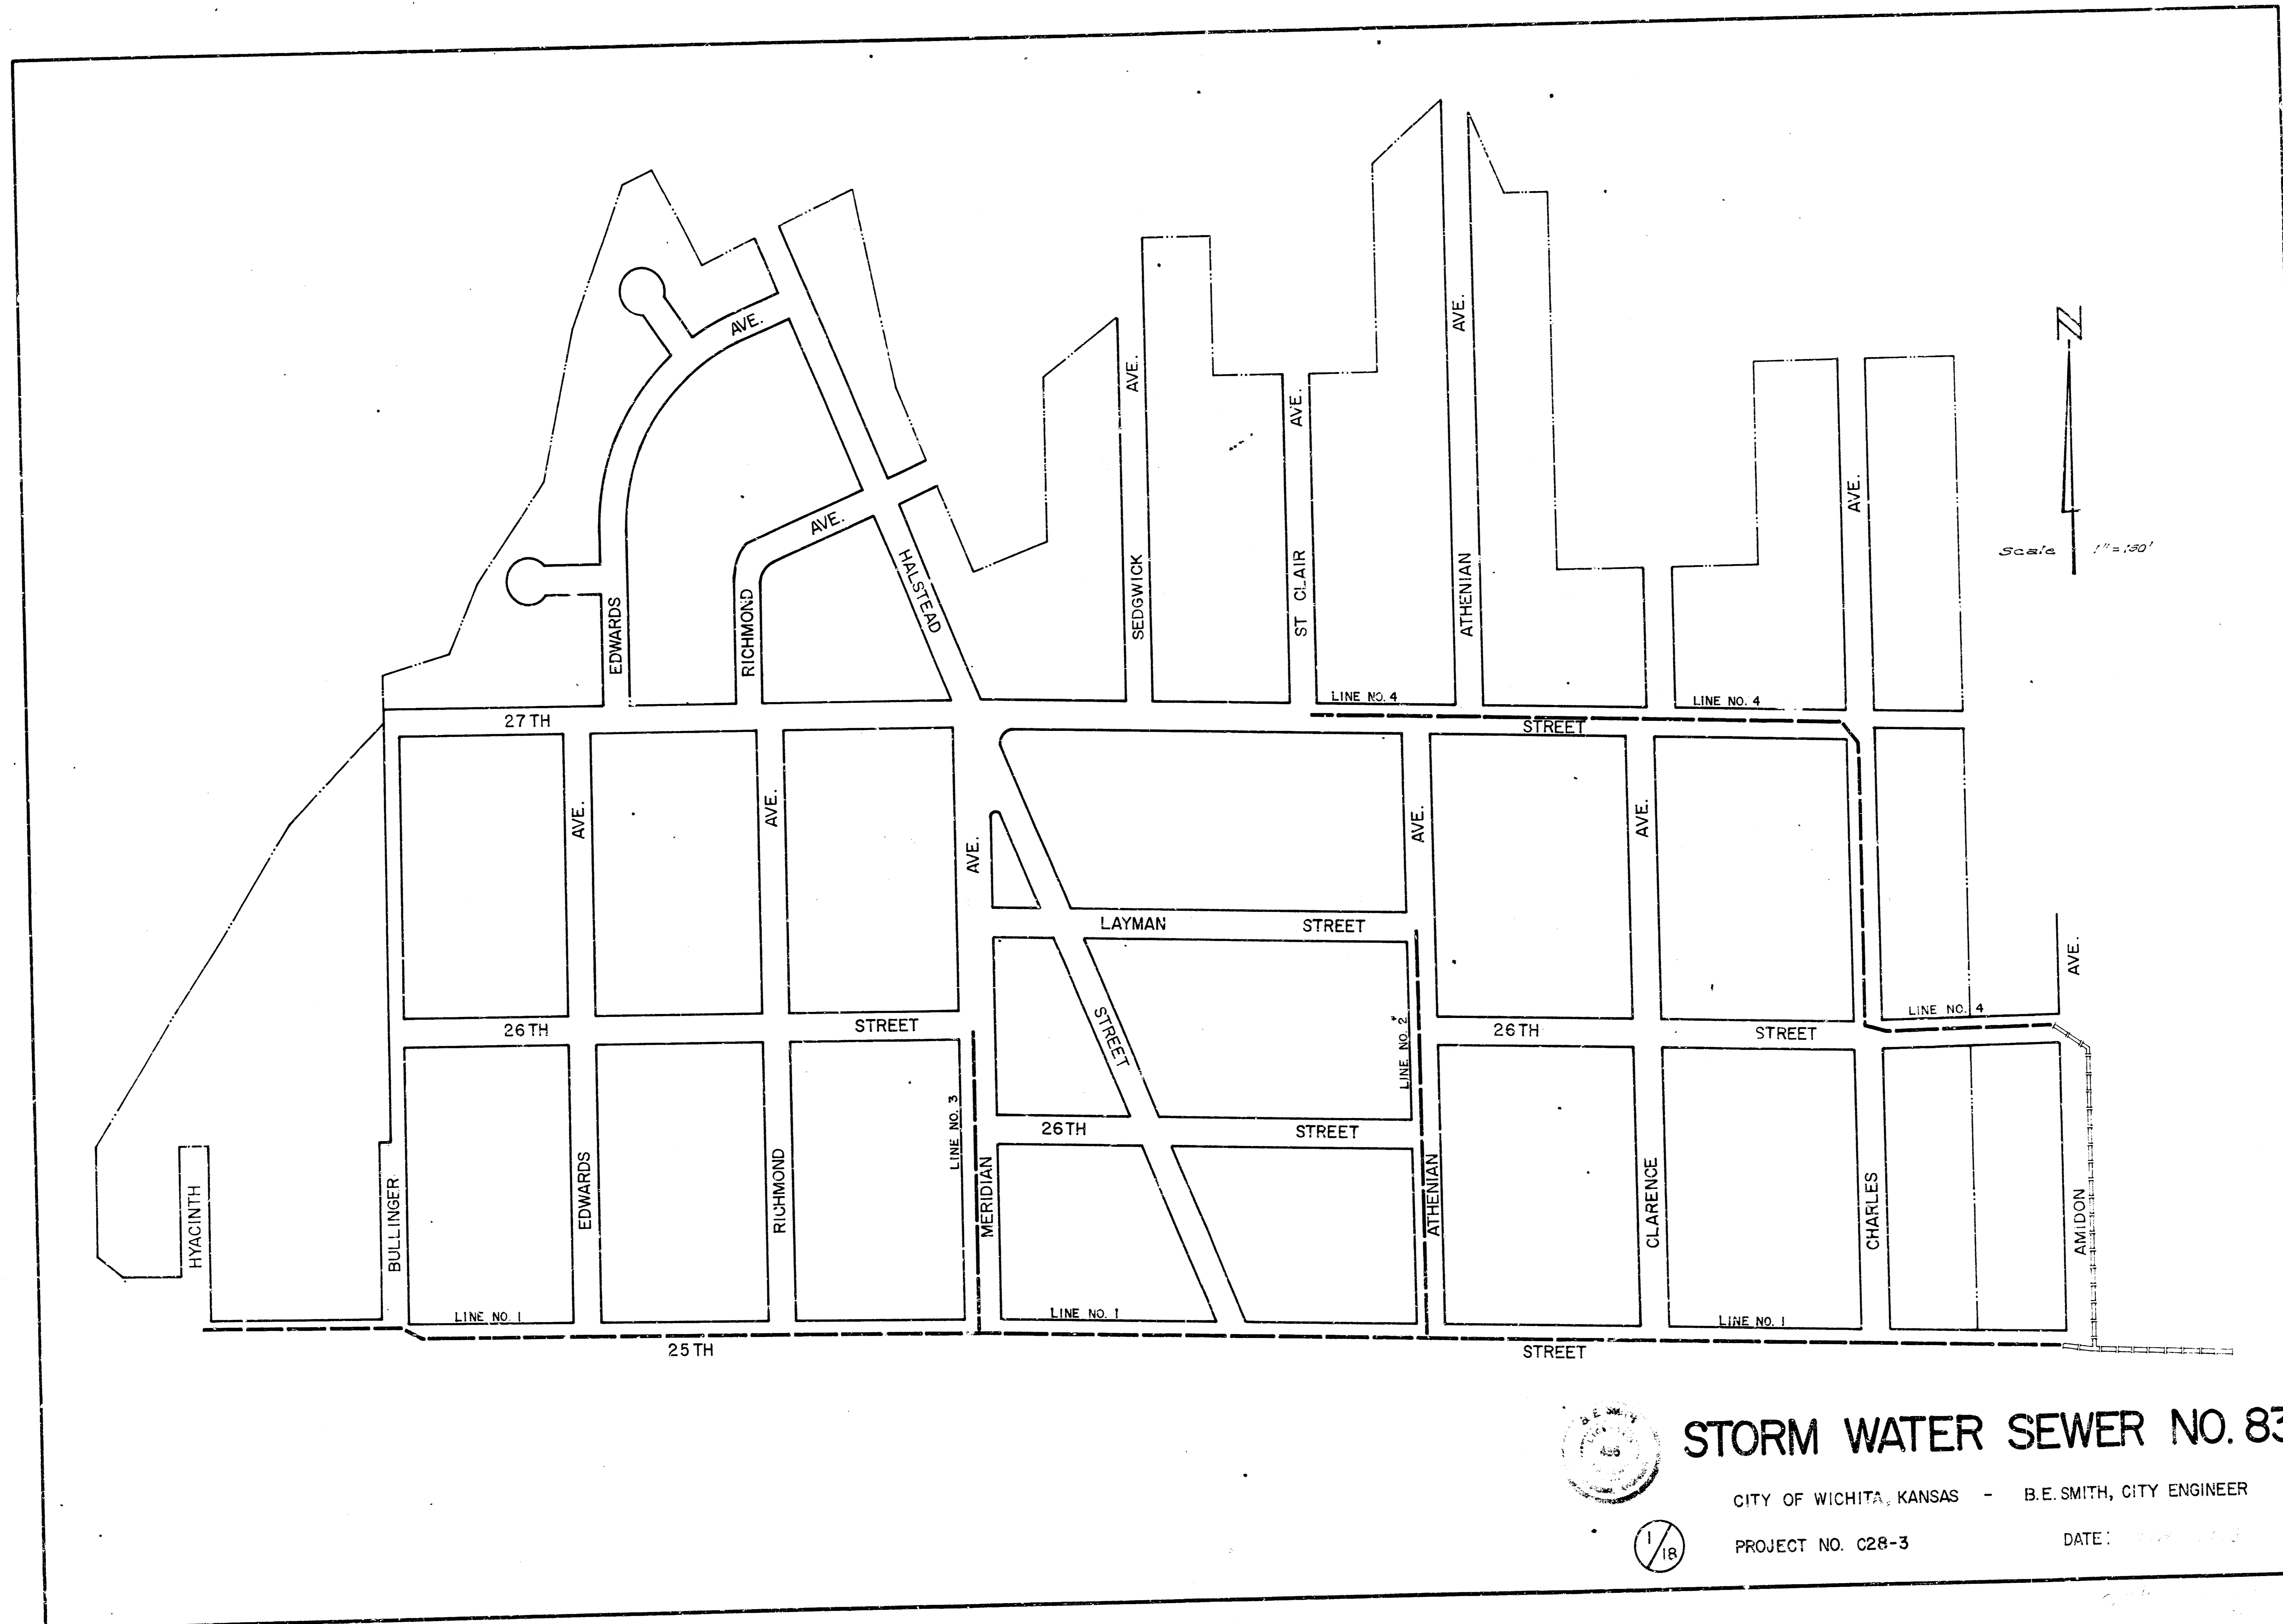 AVE.
AVE.
HALSTEAD
EDWARDS
RICHMOND
AVE.
SEDGWICK
AVE.
ST CLAIR
AVE.
ATHENIAN
AVE.
Scale
LINE NO. 4
LINE NO. 4
27TH
STREET
AVE.
AVE.
AVE.
AVE.
AVE.
AVE.
LAYMAN
STREET
STREET
LINE NO. 2
LINE NO. 4
26TH
STREET
26TH
STREET
LINE NO. 3
26TH
STREET
HYACINTH
BULLINGER
EDWARDS
RICHMOND
MERIDIAN
ATHENIAN
CLARENCE
CHARLES
AMIDON
LINE NO. 1
LINE NO. 1
LINE NO. 1
25TH
STREET
B.E. SMITH
STORM WATER SEWER NO. 83
CITY OF WICHITA, KANSAS - B.E. SMITH, CITY ENGINEER
1/18
PROJECT NO. C28-3
DATE: